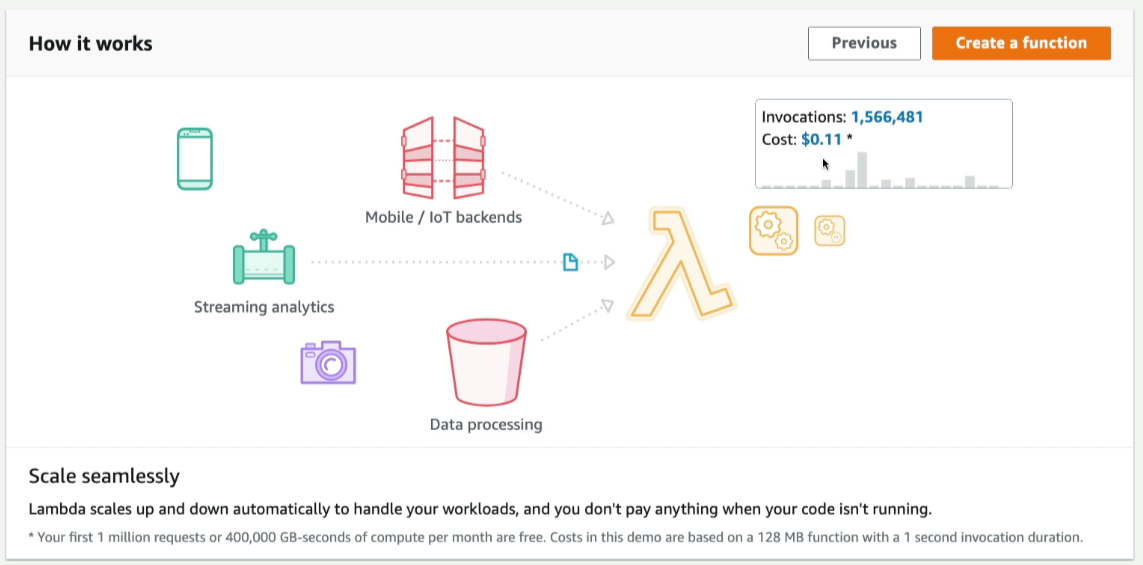 How it works
Previous
Create a function
Invocations: 1,566,481
Cost: $0.11 *
Mobile / IoT backends
Streaming analytics
Data processing
Scale seamlessly
Lambda scales up and down automatically to handle your workloads, and you don't pay anything when your code isn't running.
* Your first 1 million requests or 400,000 GB-seconds of compute per month are free. Costs in this demo are based on a 128 MB function with a 1 second invocation duration.